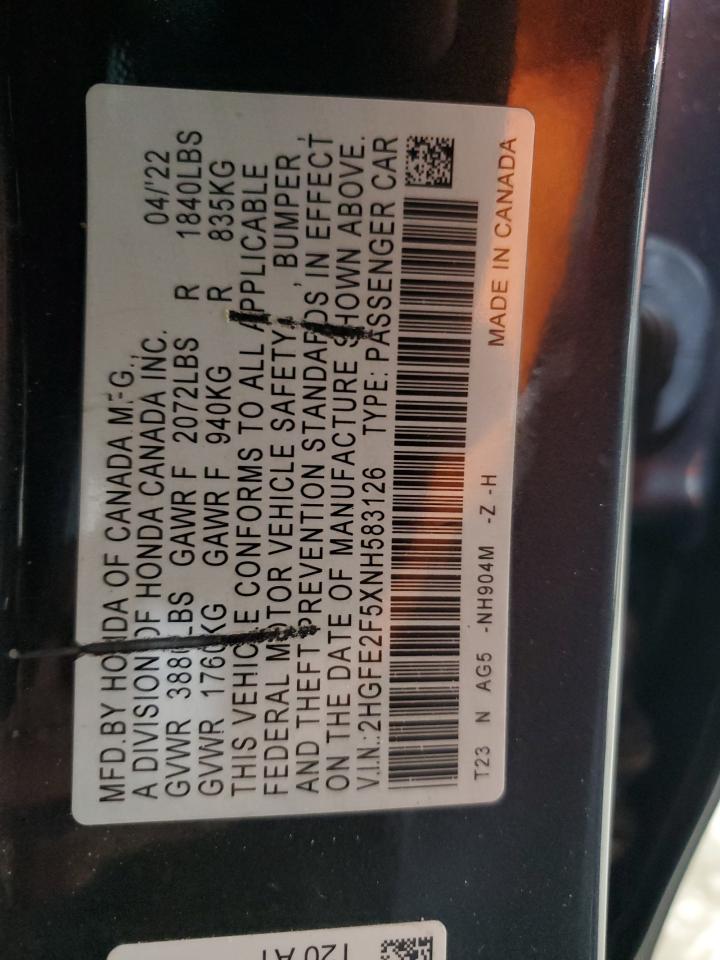 MFD.BY HONDA OF CANADA MFG.,
A DIVISION OF HONDA CANADA INC. 04/'22
GVWR 3880LBS GAWR F 2072LBS R 1840LBS
GVWR 1760KG GAWR F 940KG R 835KG
THIS VEHICLE CONFORMS TO ALL APPLICABLE
FEDERAL MOTOR VEHICLE SAFETY, BUMPER,
AND THEFT PREVENTION STANDARDS, IN EFFECT
ON THE DATE OF MANUFACTURE SHOWN ABOVE.
V.I.N.:2HGFE2F5XNH583126 TYPE:PASSENGER CAR
T23 N AG5 -NH904M -Z -H MADE IN CANADA